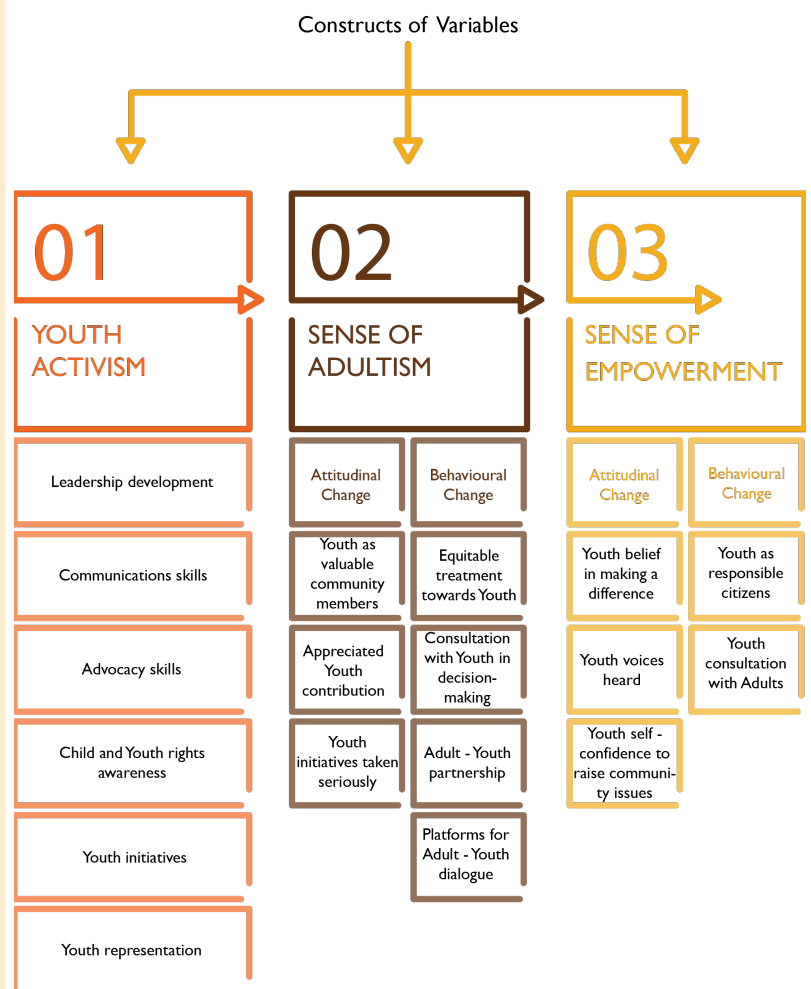 Constructs of Variables
01
YOUTH
ACTIVISM
Leadership development
Communications skills
Advocacy skills
Child and Youth rights
awareness
Youth initiatives
Youth representation
02
SENSE OF
ADULTISM
Attitudinal
Change
Youth as
valuable
community
members
Appreciated
Youth
contribution
Youth
initiatives taken
seriously
Behavioural
Change
Equitable
treatment
towards Youth
Consultation
with Youth in
decision-
making
Adult - Youth
partnership
Platforms for
Adult - Youth
dialogue
03
SENSE OF
EMPOWERMENT
Attitudinal
Change
Youth belief
in making a
difference
Youth voices
heard
Youth self -
confidence to
raise communi-
ty issues
Behavioural
Change
Youth as
responsible
citizens
Youth
consultation
with Adults